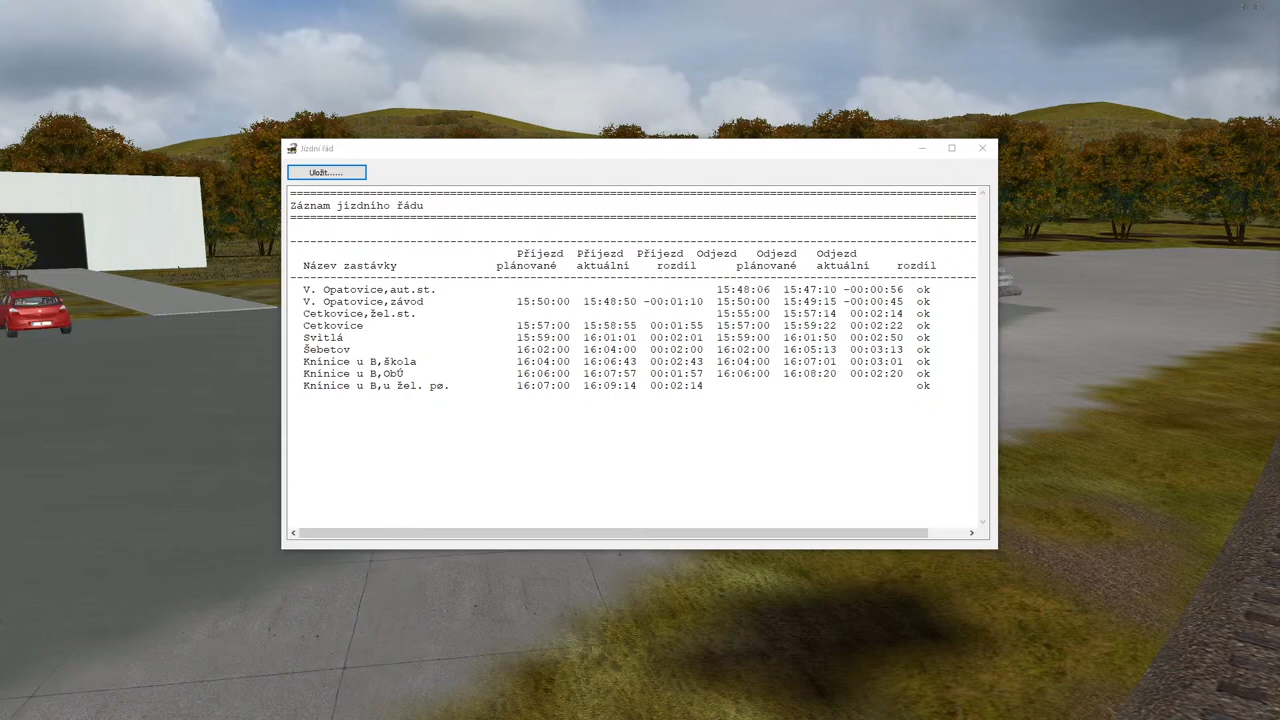 Jízdní řád
Uložit......
Záznam jízdního řádu
Příjezd Příjezd Příjezd Odjezd Odjezd Odjezd
Název zastávky plánované aktuální rozdíl plánované aktuální rozdíl
V. Opatovice,aut.st. 15:48:06 15:47:10 -00:00:56 ok
V. Opatovice,závod 15:50:00 15:48:50 -00:01:10 15:50:00 15:49:15 -00:00:45 ok
Cetkovice,žel.st. 15:55:00 15:57:14 00:02:14 ok
Cetkovice 15:57:00 15:58:55 00:01:55 15:57:00 15:59:22 00:02:22 ok
Svitlá 15:59:00 16:01:01 00:02:01 15:59:00 16:01:50 00:02:50 ok
Šebetov 16:02:00 16:04:00 00:02:00 16:02:00 16:05:13 00:03:13 ok
Knínice u B,škola 16:04:00 16:06:43 00:02:43 16:04:00 16:07:01 00:03:01 ok
Knínice u B,ObÚ 16:06:00 16:07:57 00:01:57 16:06:00 16:08:20 00:02:20 ok
Knínice u B,u žel. pø. 16:07:00 16:09:14 00:02:14 ok